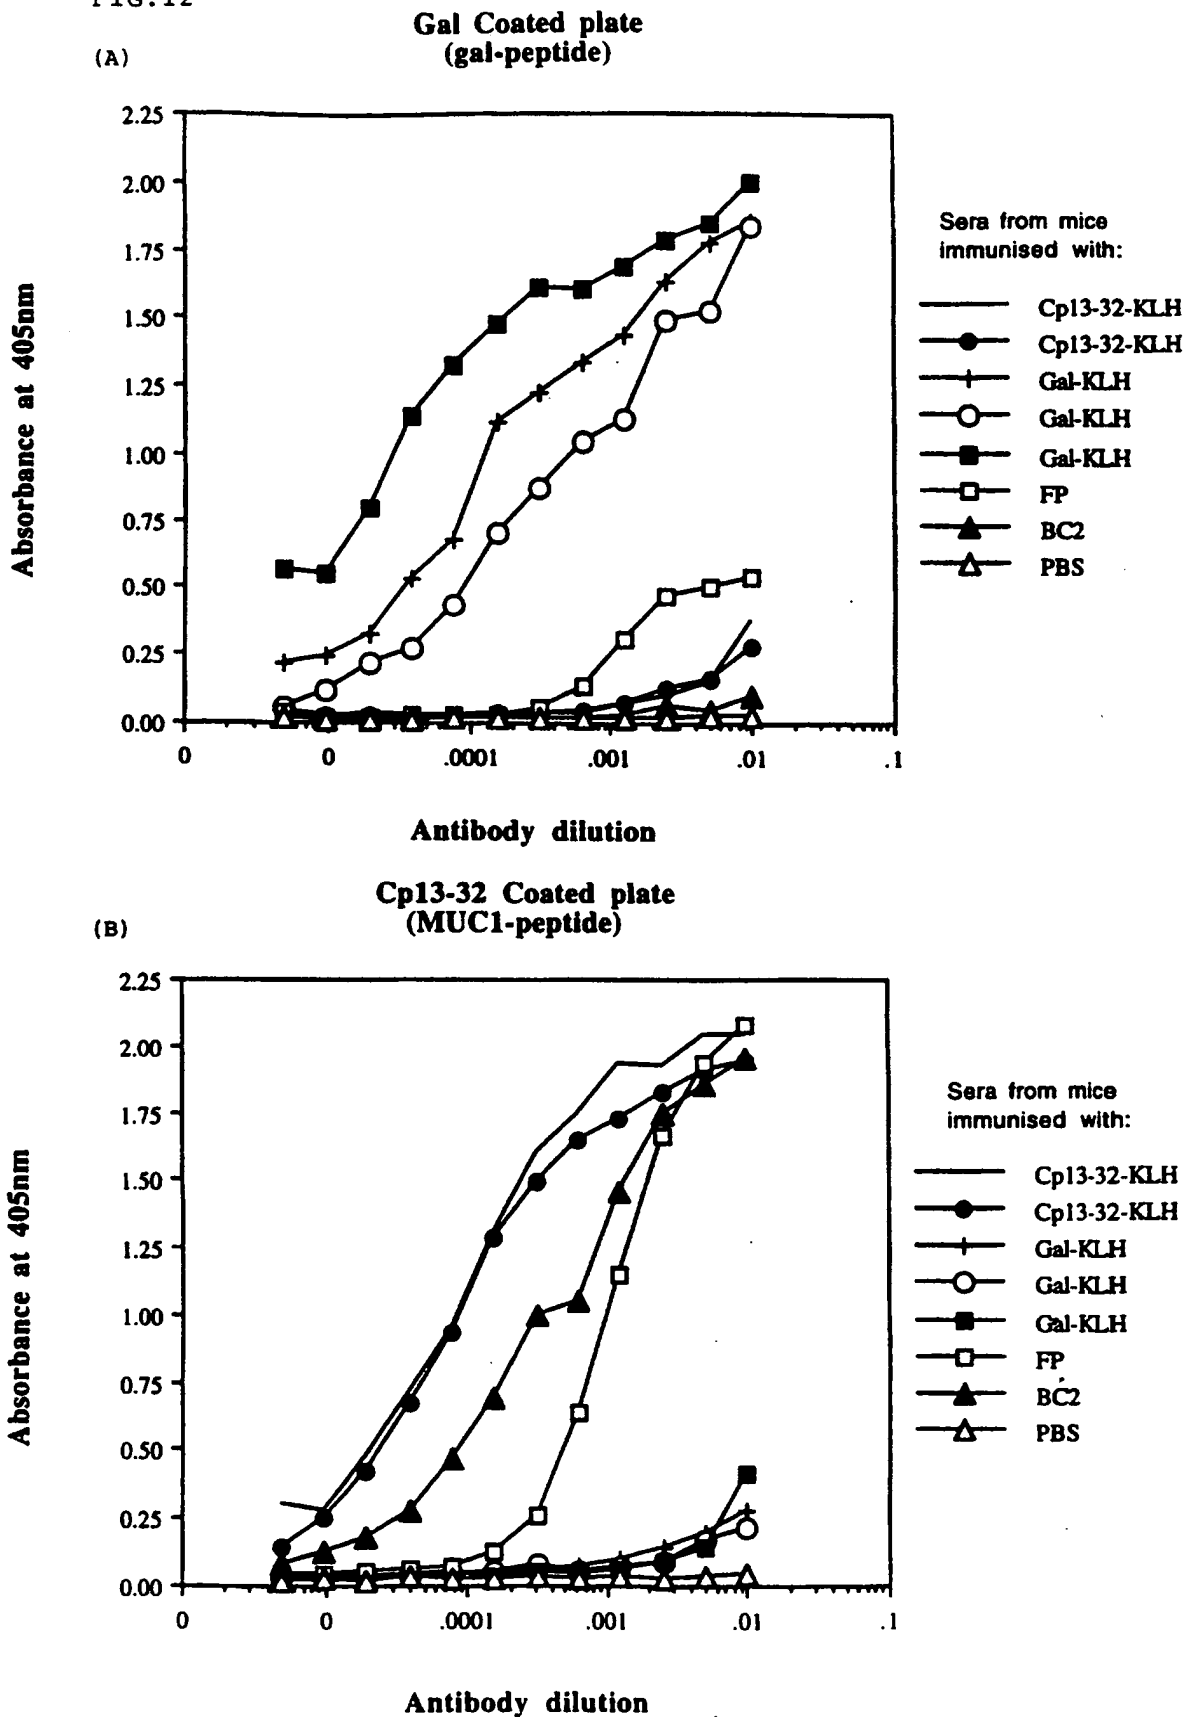 FIG.12
Gal Coated plate
(gal-peptide)
(A)
2.25
2.00
1.75
1.50
1.25
1.00
0.75
0.50
0.25
0.00
0 0 .0001 .001 .01 .1
Absorbance at 405nm
Antibody dilution
Sera from mice
immunised with:
Cp13-32-KLH
Cp13-32-KLH
Gal-KLH
Gal-KLH
Gal-KLH
FP
BC2
PBS
Cp13-32 Coated plate
(MUC1-peptide)
(B)
2.25
2.00
1.75
1.50
1.25
1.00
0.75
0.50
0.25
0.00
0 0 .0001 .001 .01 .1
Absorbance at 405nm
Antibody dilution
Sera from mice
immunised with:
Cp13-32-KLH
Cp13-32-KLH
Gal-KLH
Gal-KLH
Gal-KLH
FP
BC2
PBS